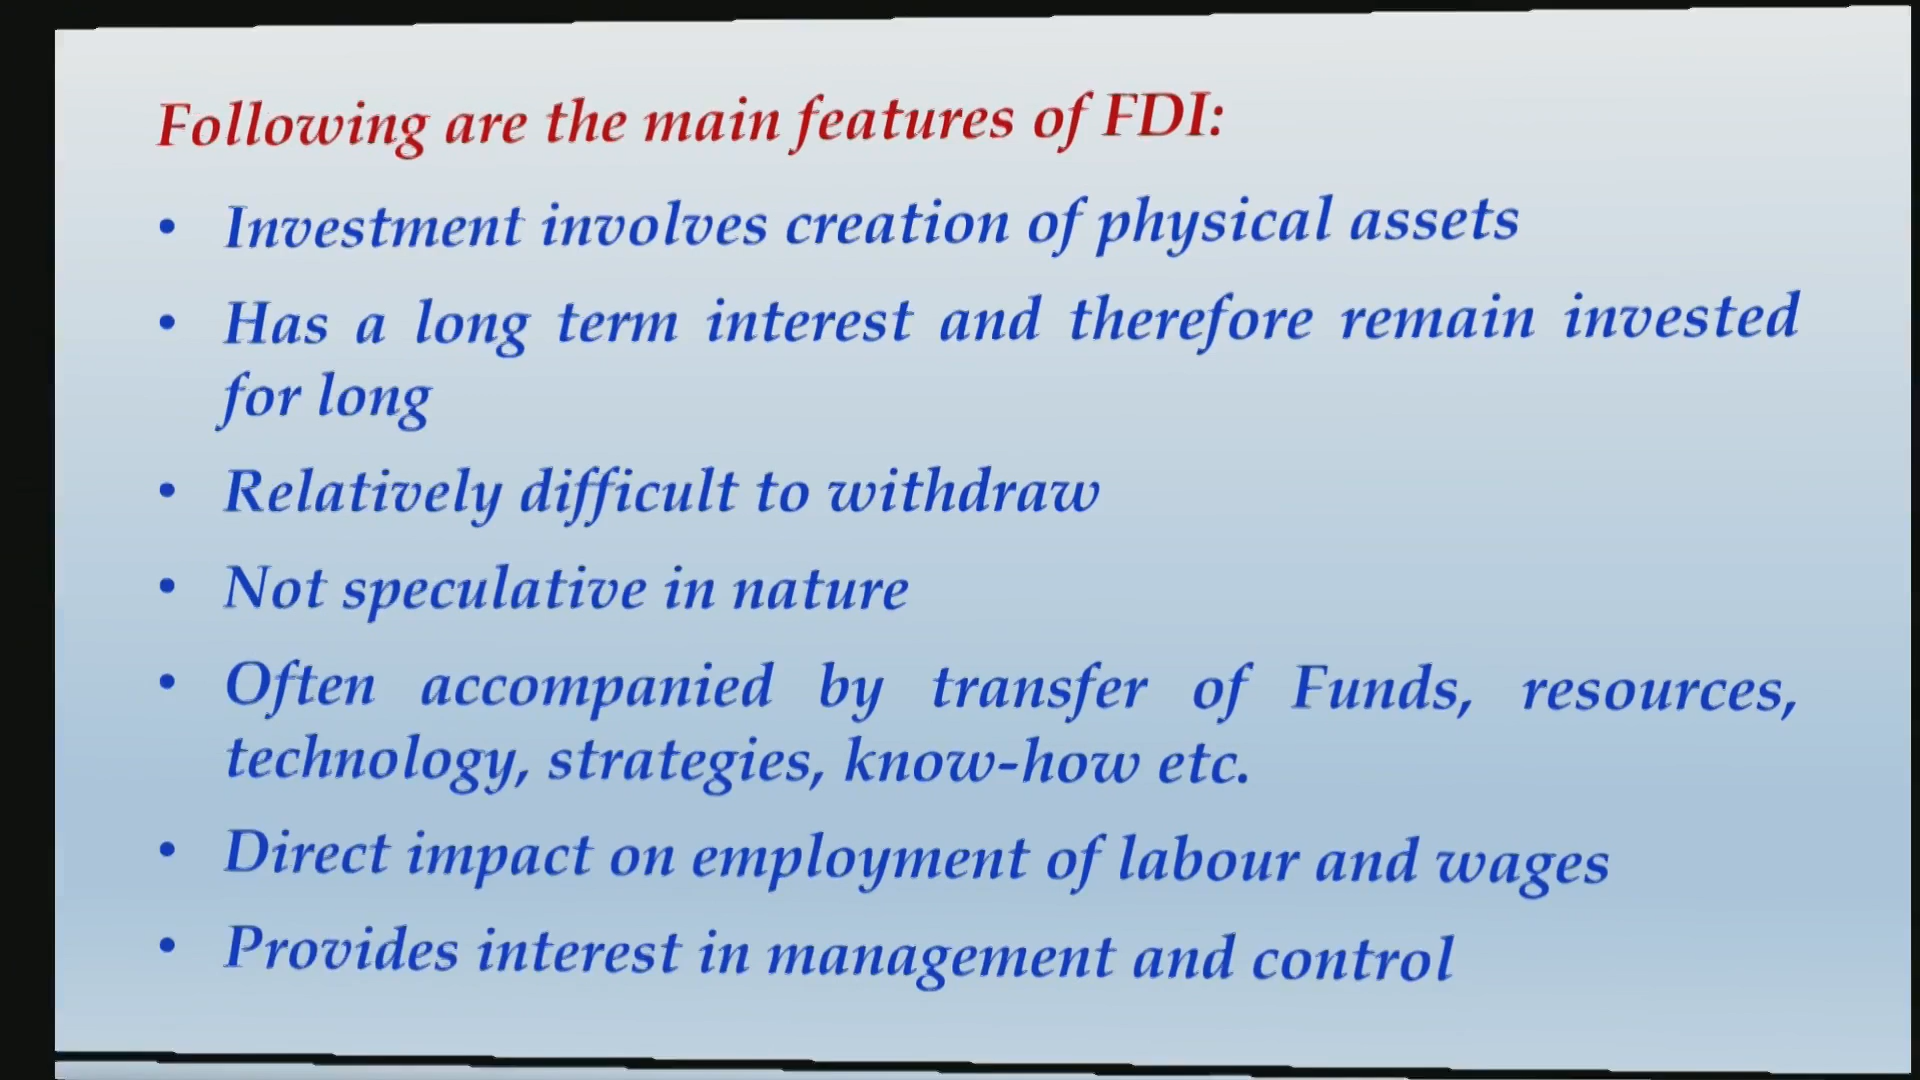 Following are the main features of FDI:
• Investment involves creation of physical assets
• Has a long term interest and therefore remain invested
for long
• Relatively difficult to withdraw
• Not speculative in nature
• Often accompanied by transfer of Funds, resources,
technology, strategies, know-how etc.
• Direct impact on employment of labour and wages
• Provides interest in management and control